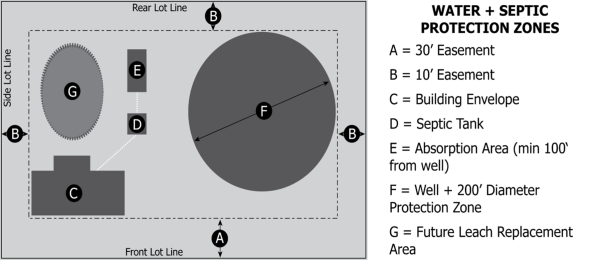 Rear Lot Line
B
Side Lot Line
E
G
F
D
B
B
C
A
Front Lot Line
WATER + SEPTIC
PROTECTION ZONES
A = 30’ Easement
B = 10’ Easement
C = Building Envelope
D = Septic Tank
E = Absorption Area (min 100‘
from well)
F = Well + 200’ Diameter
Protection Zone
G = Future Leach Replacement
Area